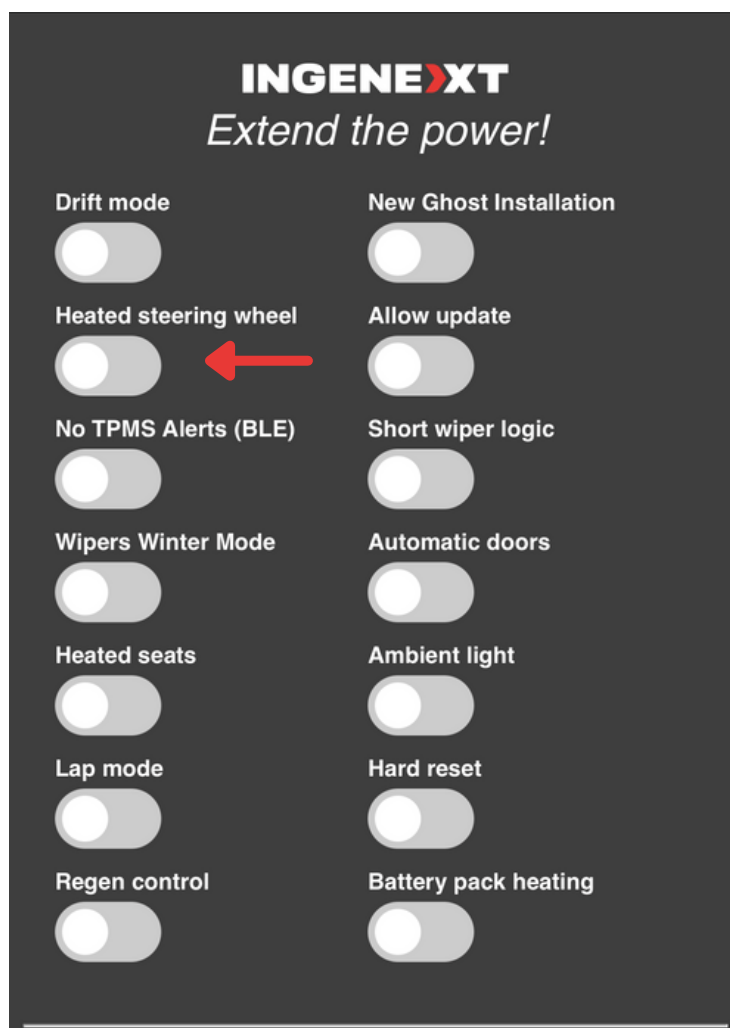 INGENEXT
Extend the power!
Drift mode
New Ghost Installation
Heated steering wheel
Allow update
No TPMS Alerts (BLE)
Short wiper logic
Wipers Winter Mode
Automatic doors
Heated seats
Ambient light
Lap mode
Hard reset
Regen control
Battery pack heating